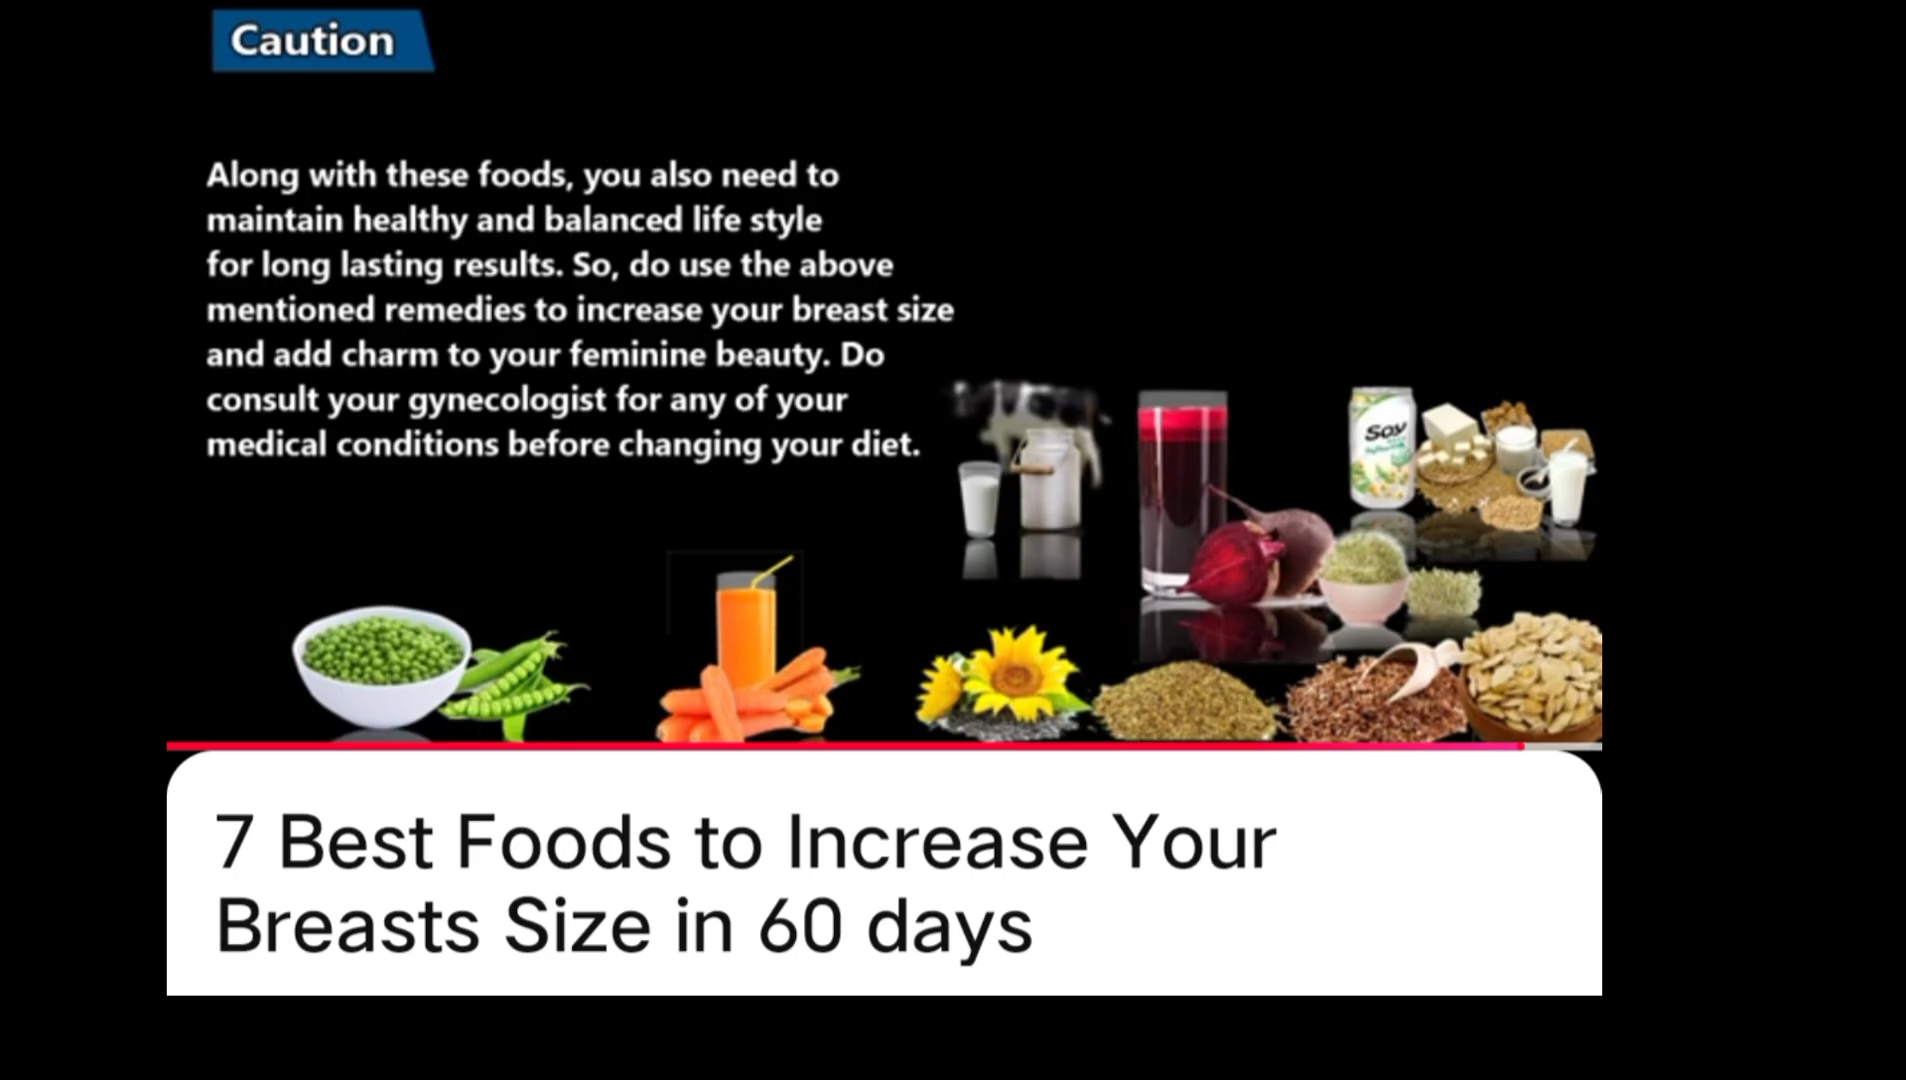 Caution
Along with these foods, you also need to
maintain healthy and balanced life style
for long lasting results. So, do use the above
mentioned remedies to increase your breast size
and add charm to your feminine beauty. Do
consult your gynecologist for any of your
medical conditions before changing your diet.
Soy
7 Best Foods to Increase Your
Breasts Size in 60 days